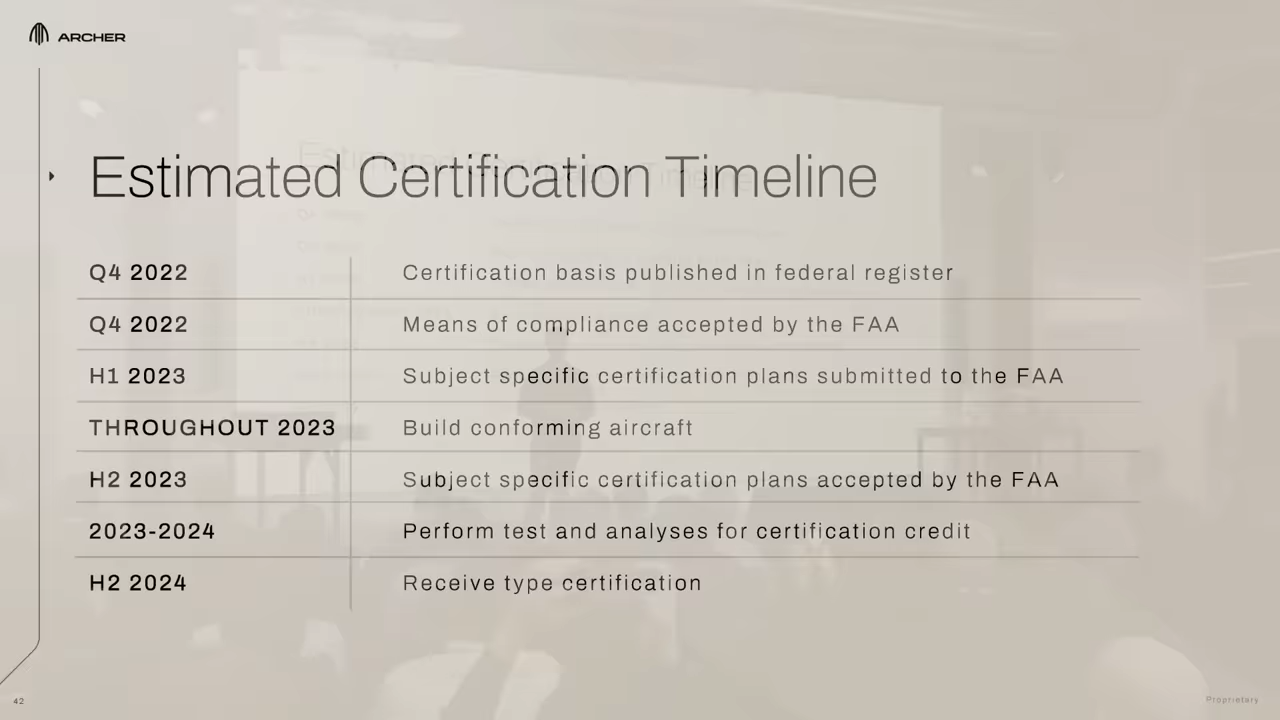 ARCHER
Estimated Certification Timeline
Q4 2022 Certification basis published in federal register
Q4 2022 Means of compliance accepted by the FAA
H1 2023 Subject specific certification plans submitted to the FAA
THROUGHOUT 2023 Build conforming aircraft
H2 2023 Subject specific certification plans accepted by the FAA
2023-2024 Perform test and analyses for certification credit
H2 2024 Receive type certification
42
Proprietary